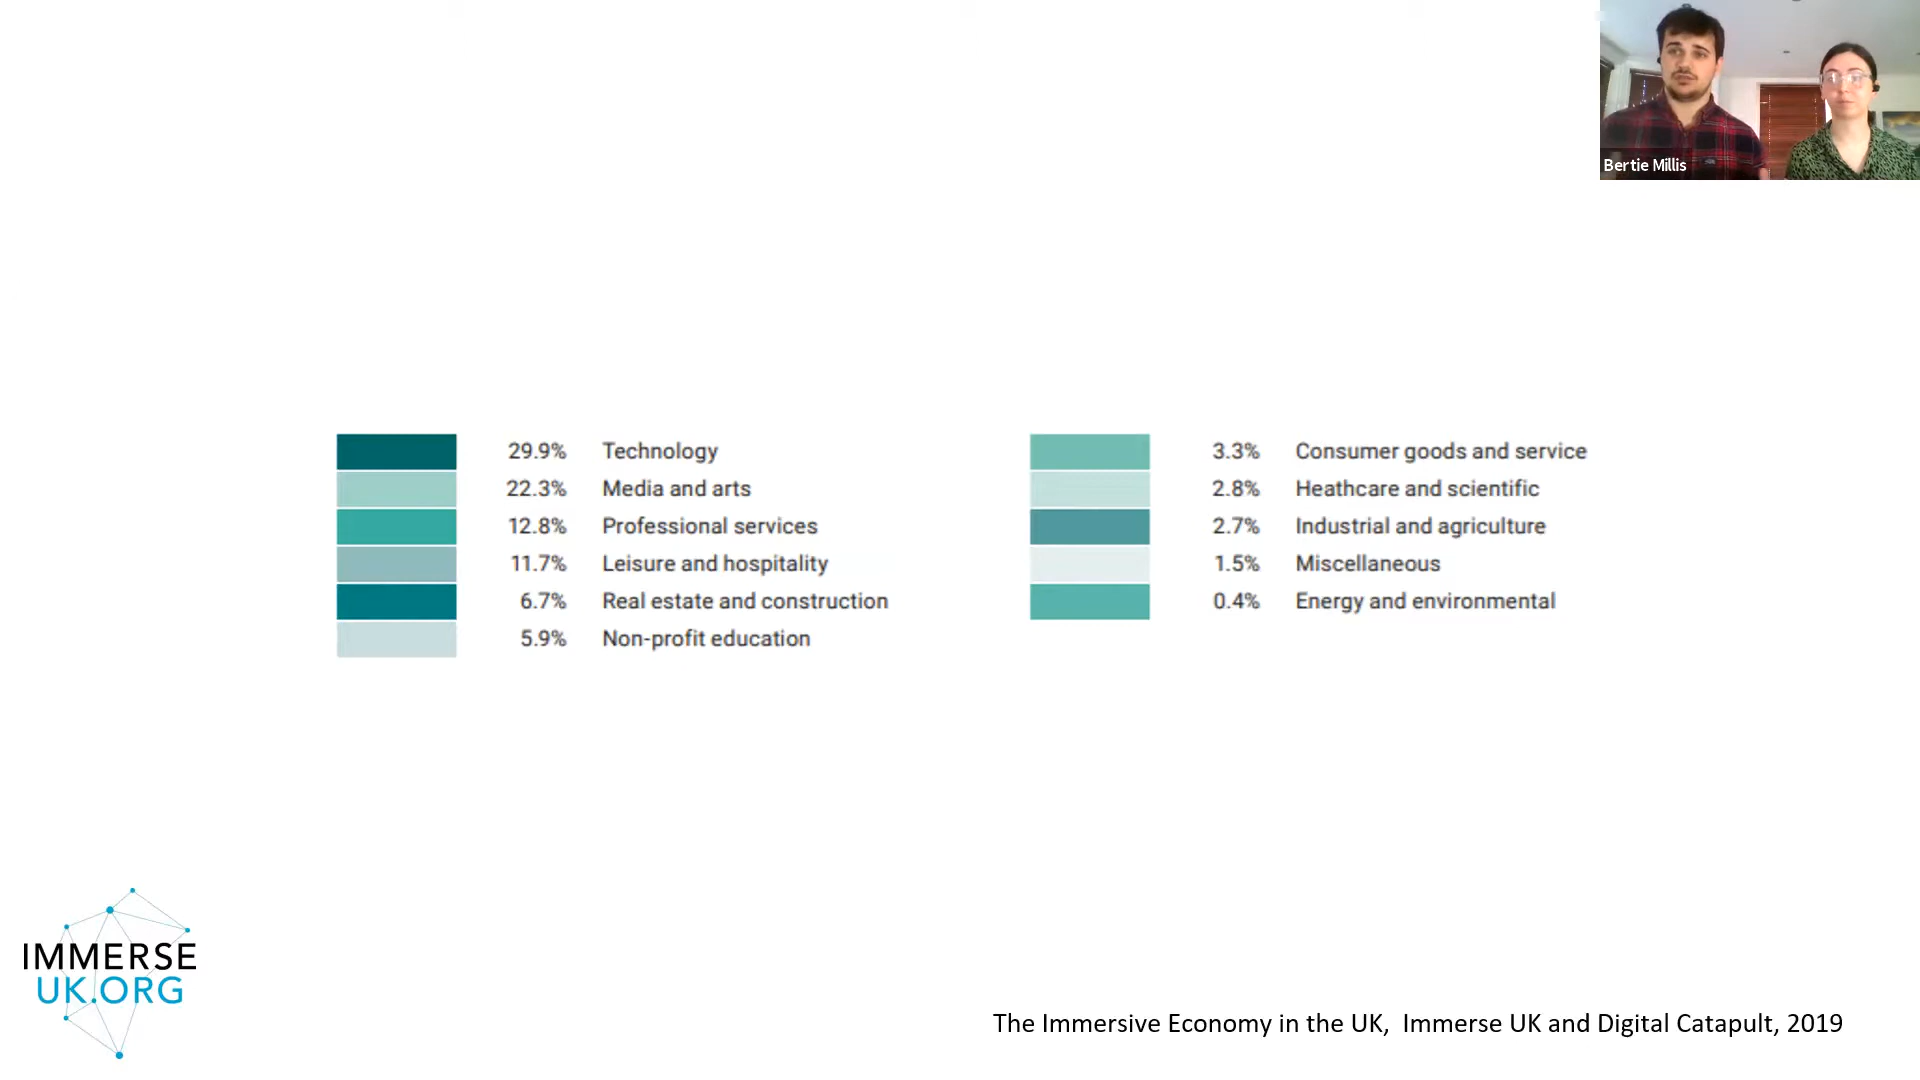 Bertie Millis
29.9% Technology
22.3% Media and arts
12.8% Professional services
11.7% Leisure and hospitality
6.7% Real estate and construction
5.9% Non-profit education
3.3% Consumer goods and service
2.8% Heathcare and scientific
2.7% Industrial and agriculture
1.5% Miscellaneous
0.4% Energy and environmental
IMMERSE
UK.ORG
The Immersive Economy in the UK,  Immerse UK and Digital Catapult, 2019